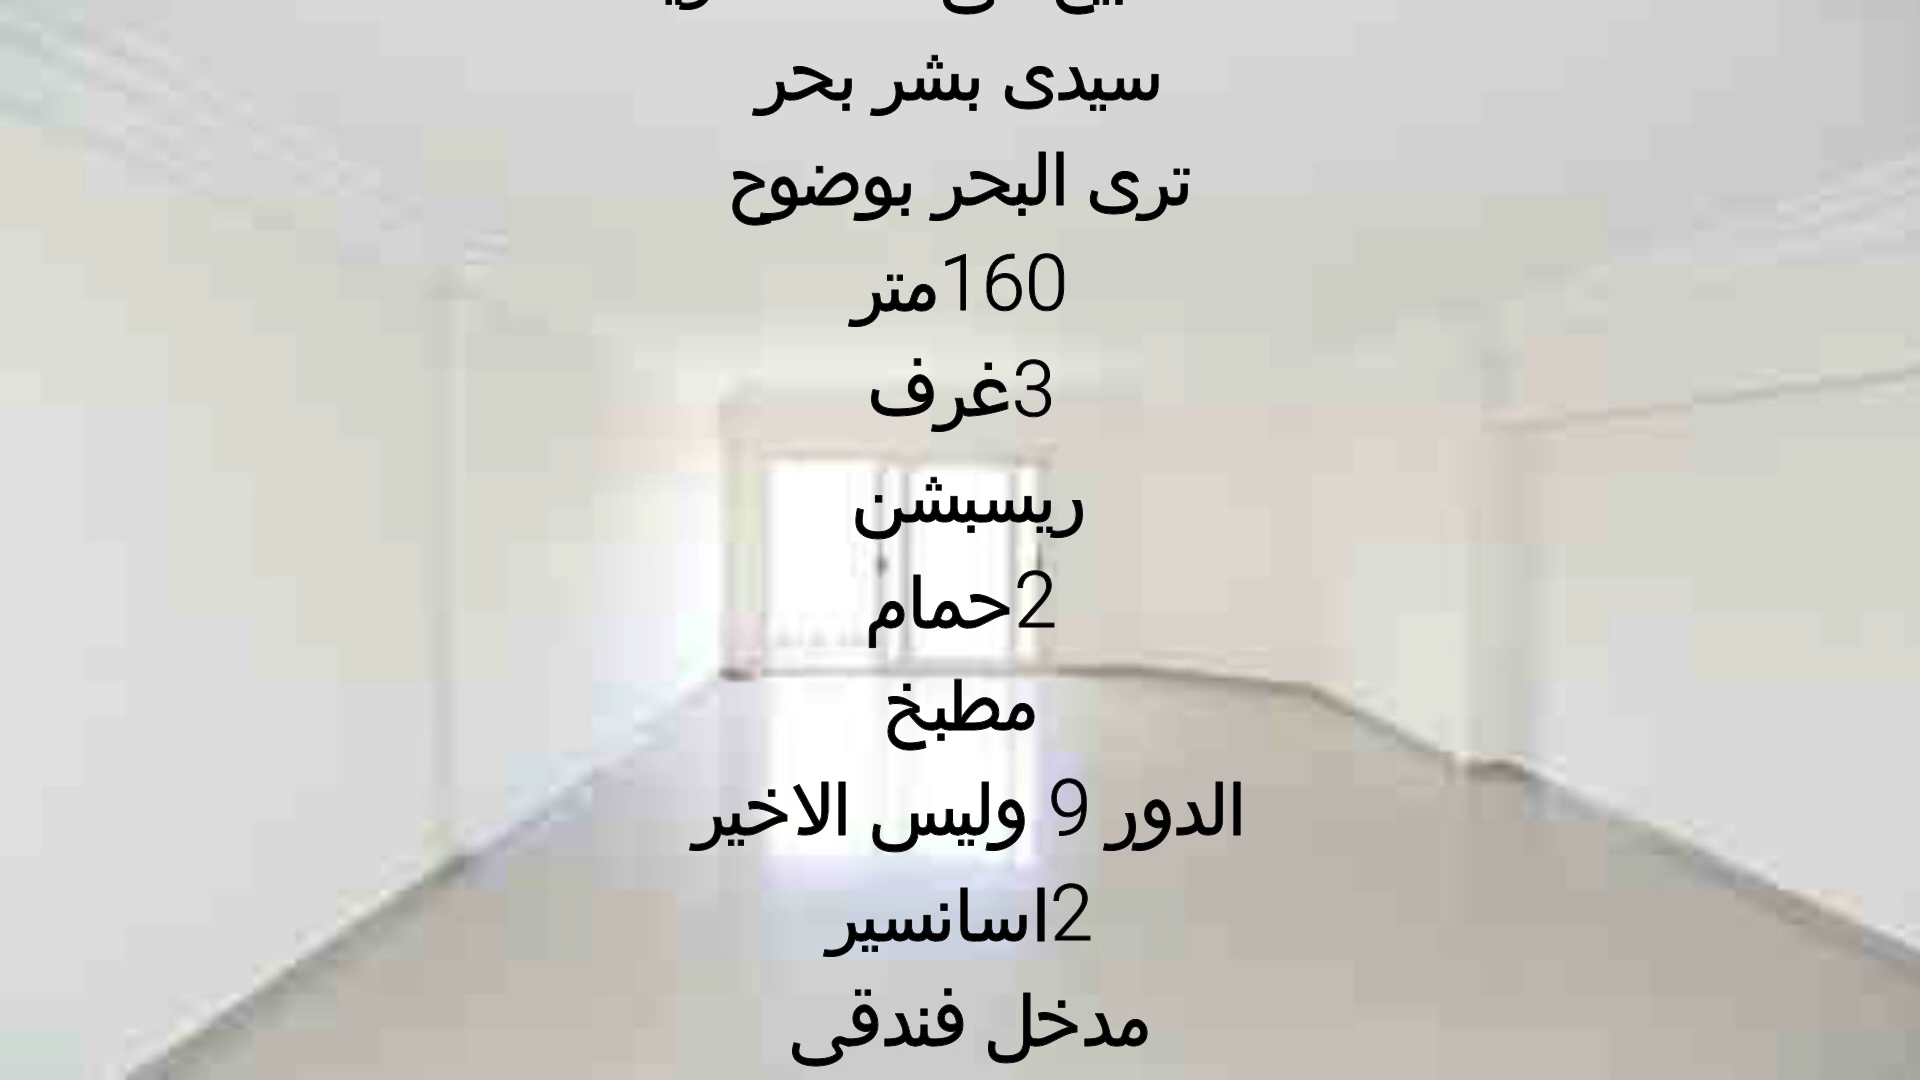 سيدى بشر بحر
ترى البحر بوضوح
160متر
3غرف
ريسبشن
2حمام
مطبخ
الدور 9 وليس الاخير
2اسانسير
مدخل فندقى